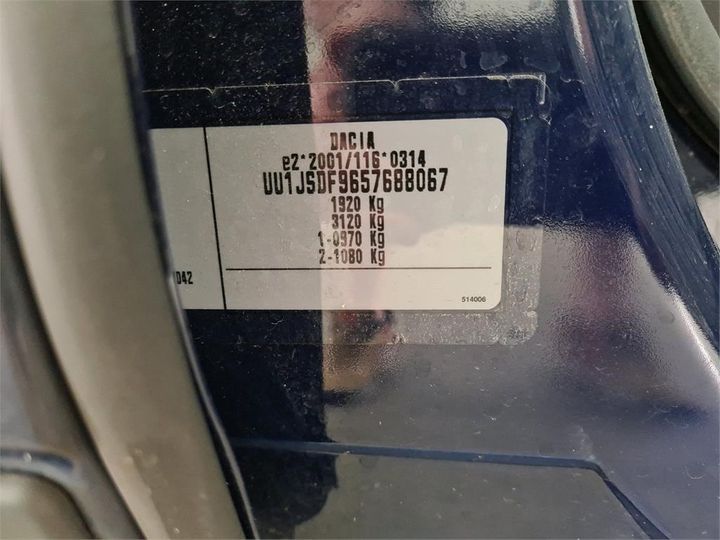 DACIA
e2*2001/116*0314
UU1JSDF9657688067
1920 Kg
3120 Kg
1-0970 Kg
2-1080 Kg
D42
514006